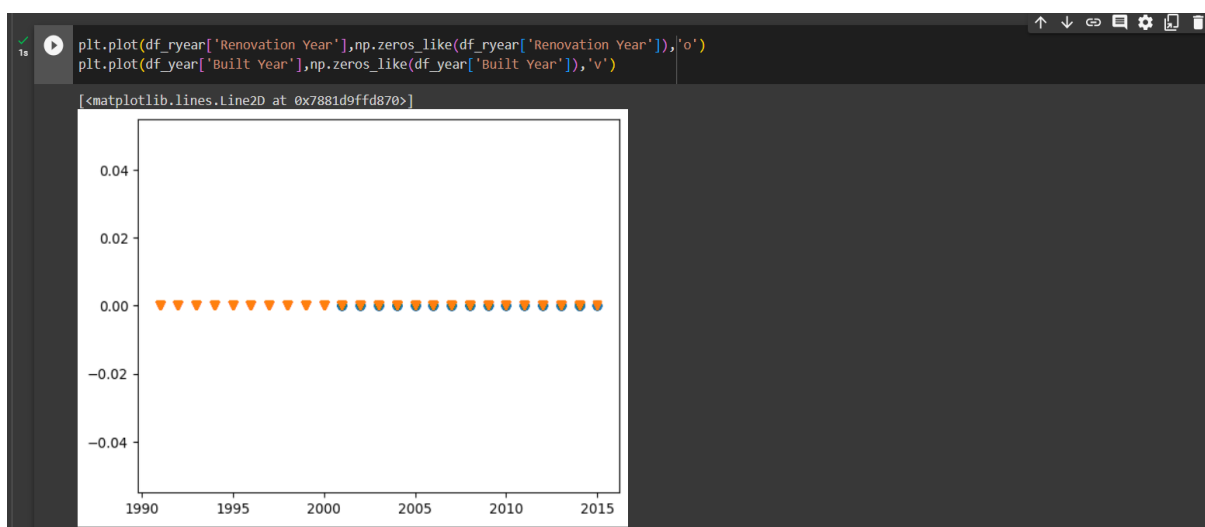 1s
plt.plot(df_ryear['Renovation Year'],np.zeros_like(df_ryear['Renovation Year']),'o')
plt.plot(df_year['Built Year'],np.zeros_like(df_year['Built Year']),'v')
[<matplotlib.lines.Line2D at 0x7881d9ffd870>]
0.04
0.02
0.00
−0.02
−0.04
1990 1995 2000 2005 2010 2015